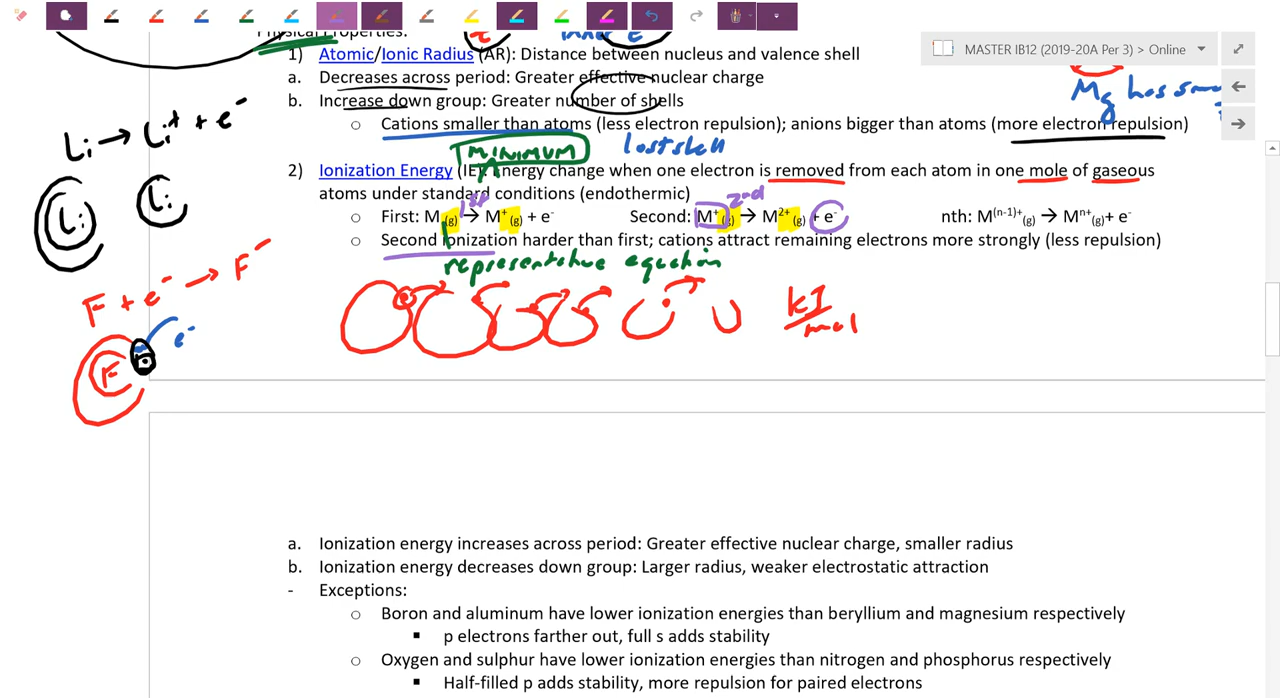 Physical Properties:
inner e⁻
MASTER IB12 (2019-20A Per 3) > Online
1) Atomic/Ionic Radius (AR): Distance between nucleus and valence shell
a. Decreases across period: Greater effective nuclear charge
Mg has
b. Increase down group: Greater number of shells
Li → Li⁺ + e⁻
o Cations smaller than atoms (less electron repulsion); anions bigger than atoms (more electron repulsion)
MINIMUM
lost shell
2) Ionization Energy (IE): Energy change when one electron is removed from each atom in one mole of gaseous
atoms under standard conditions (endothermic)
Li
Li
1st
2nd
o First: M(g) → M⁺(g) + e⁻ Second: M⁺(g) → M²⁺(g) + e⁻ nth: M⁽ⁿ⁻¹⁾⁺(g) → Mⁿ⁺(g)+ e⁻
o Second ionization harder than first; cations attract remaining electrons more strongly (less repulsion)
representative equation
F + e⁻ → F⁻
kJ/mol
e⁻
F
a. Ionization energy increases across period: Greater effective nuclear charge, smaller radius
b. Ionization energy decreases down group: Larger radius, weaker electrostatic attraction
- Exceptions:
o Boron and aluminum have lower ionization energies than beryllium and magnesium respectively
▪ p electrons farther out, full s adds stability
o Oxygen and sulphur have lower ionization energies than nitrogen and phosphorus respectively
▪ Half-filled p adds stability, more repulsion for paired electrons